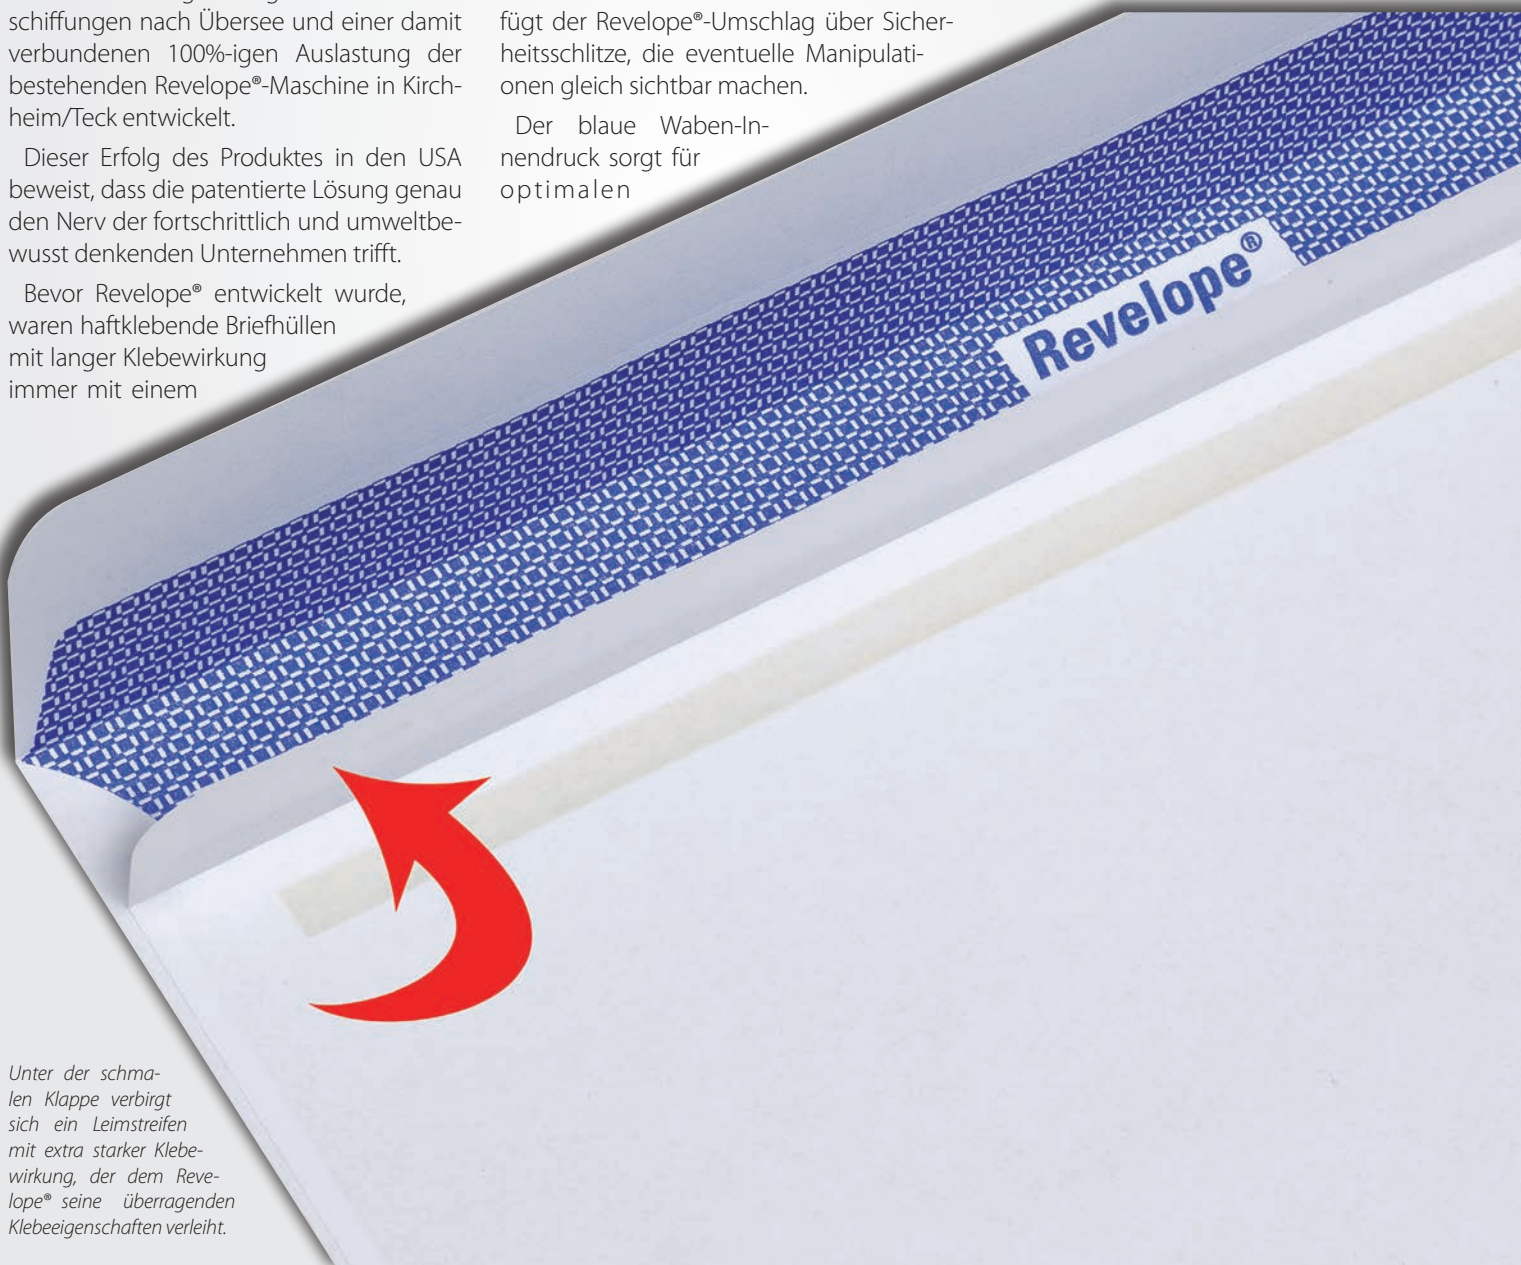 schiffungen nach Übersee und einer damit
verbundenen 100%-igen Auslastung der
bestehenden Revelope®-Maschine in Kirch-
heim/Teck entwickelt.
Dieser Erfolg des Produktes in den USA
beweist, dass die patentierte Lösung genau
den Nerv der fortschrittlich und umweltbe-
wusst denkenden Unternehmen trifft.
Bevor Revelope® entwickelt wurde,
waren haftklebende Briefhüllen
mit langer Klebewirkung
immer mit einem
fügt der Revelope®-Umschlag über Sicher-
heitsschlitze, die eventuelle Manipulati-
onen gleich sichtbar machen.
Der blaue Waben-In-
nendruck sorgt für
optimalen
Revelope®
Unter der schma-
len Klappe verbirgt
sich ein Leimstreifen
mit extra starker Klebe-
wirkung, der dem Reve-
lope® seine überragenden
Klebeeigenschaften verleiht.